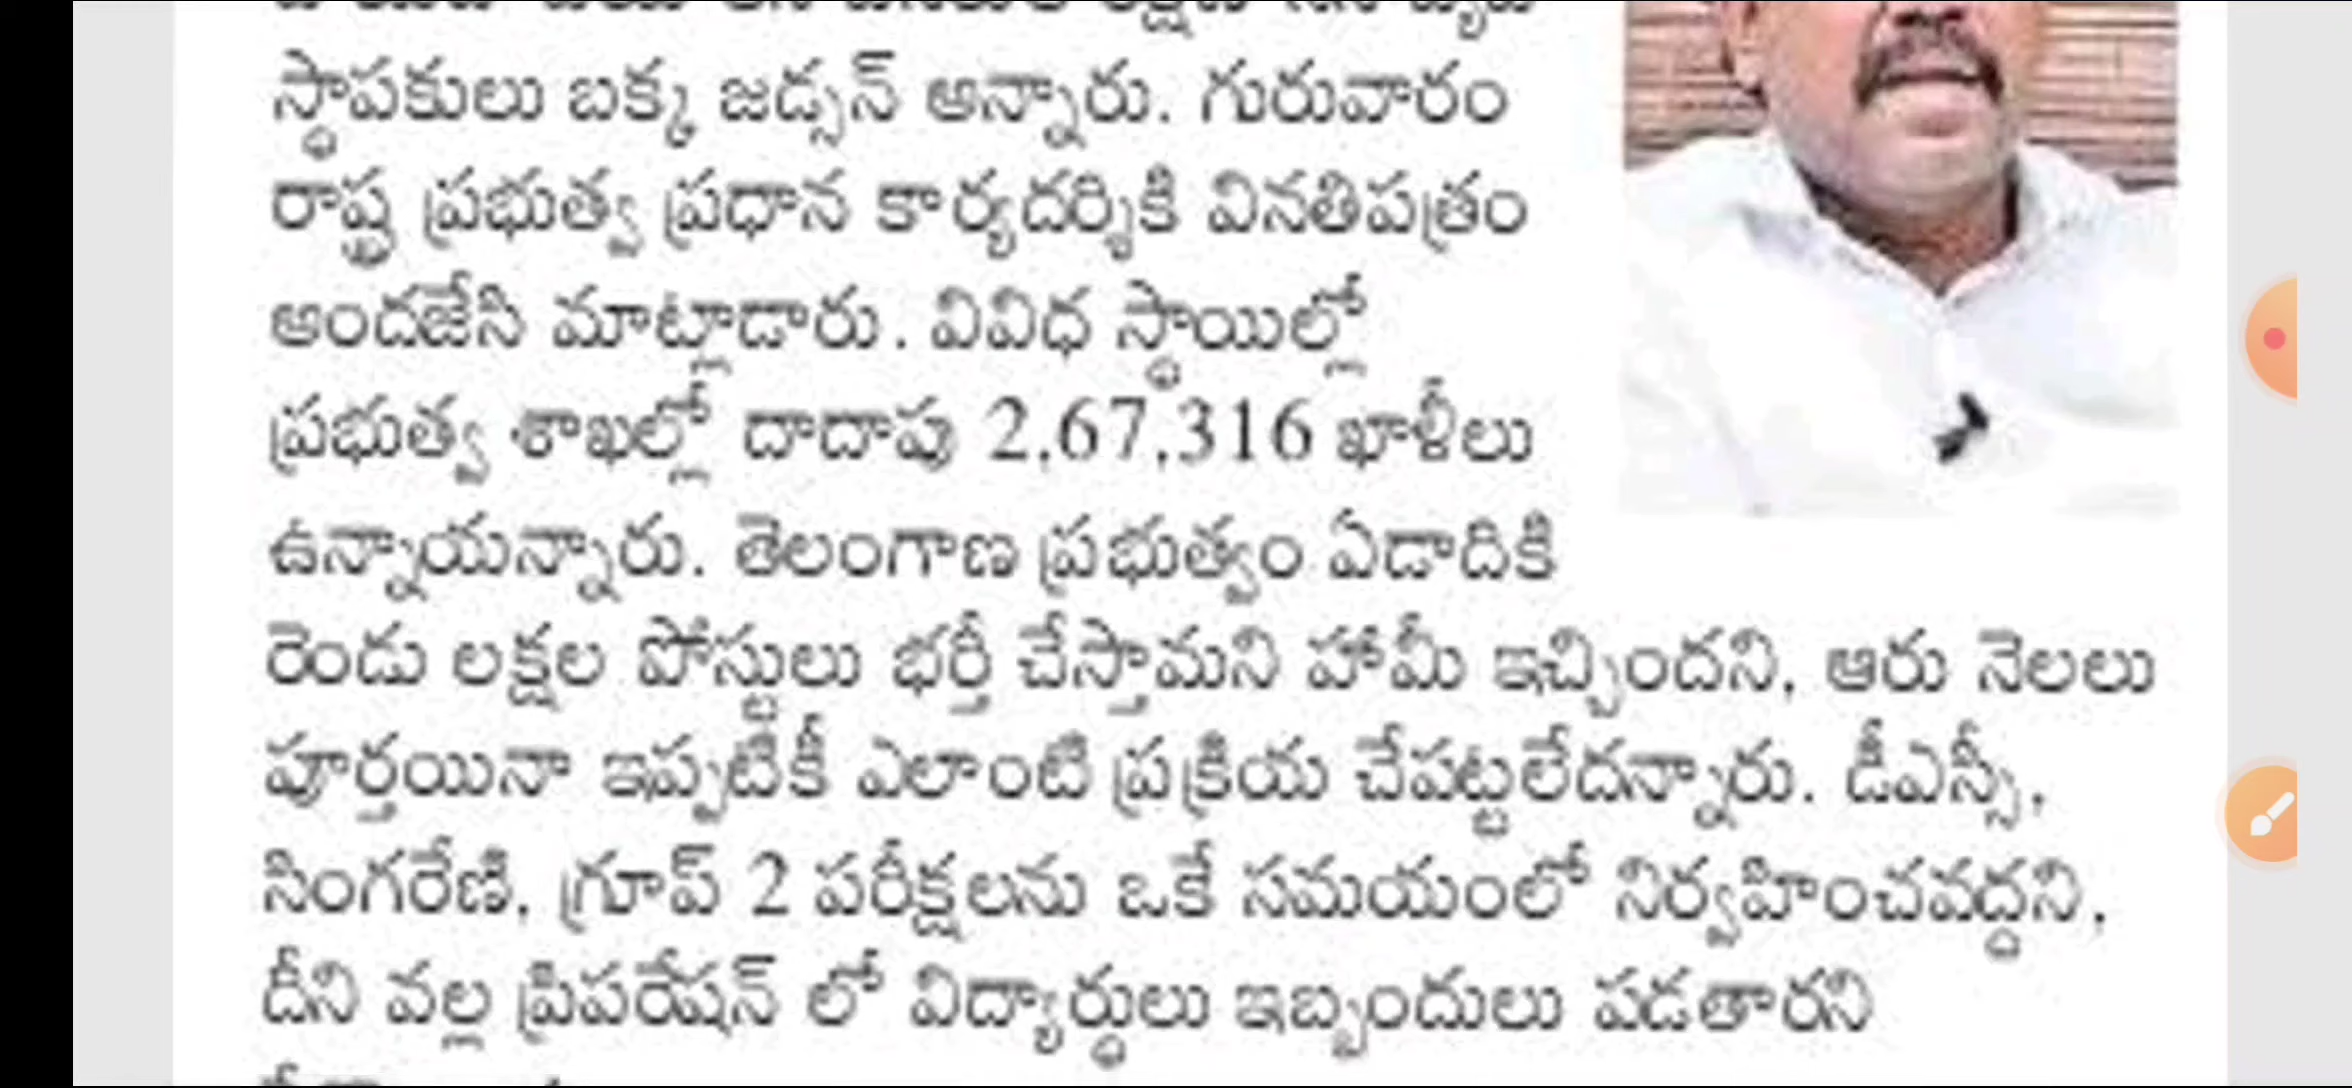 స్థాపకులు బక్క జడ్సన్ అన్నారు. గురువారం
రాష్ట్ర ప్రభుత్వ ప్రధాన కార్యదర్శికి వినతిపత్రం
అందజేసి మాట్లాడారు. వివిధ స్థాయిల్లో
ప్రభుత్వ శాఖల్లో దాదాపు 2,67,316 ఖాళీలు
ఉన్నాయన్నారు. తెలంగాణ ప్రభుత్వం ఏడాదికి
రెండు లక్షల పోస్టులు భర్తీ చేస్తామని హామీ ఇచ్చిందని, ఆరు నెలలు
పూర్తయినా ఇప్పటికీ ఎలాంటి ప్రక్రియ చేపట్టలేదన్నారు. డీఎస్సీ,
సింగరేణి, గ్రూప్ 2 పరీక్షలను ఒకే సమయంలో నిర్వహించవద్దని,
దీని వల్ల ప్రిపరేషన్ లో విద్యార్థులు ఇబ్బందులు పడతారని